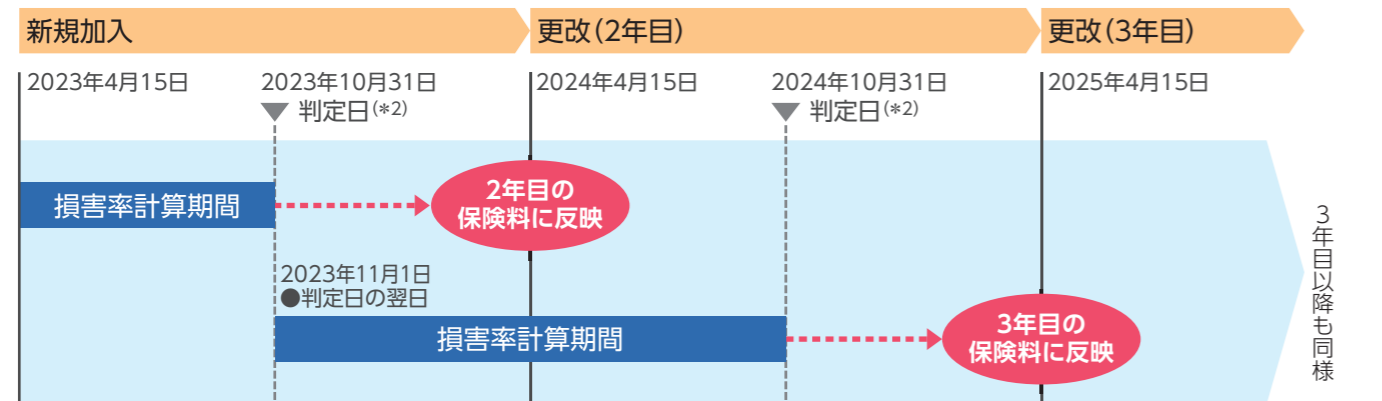 新規加入
更改(2年目)
更改(3年目)
2023年4月15日
2023年10月31日
▼ 判定日(*2)
2024年4月15日
2024年10月31日
▼ 判定日(*2)
2025年4月15日
損害率計算期間
2年目の
保険料に反映
2023年11月1日
●判定日の翌日
損害率計算期間
3年目の
保険料に反映
3年目以降も同様